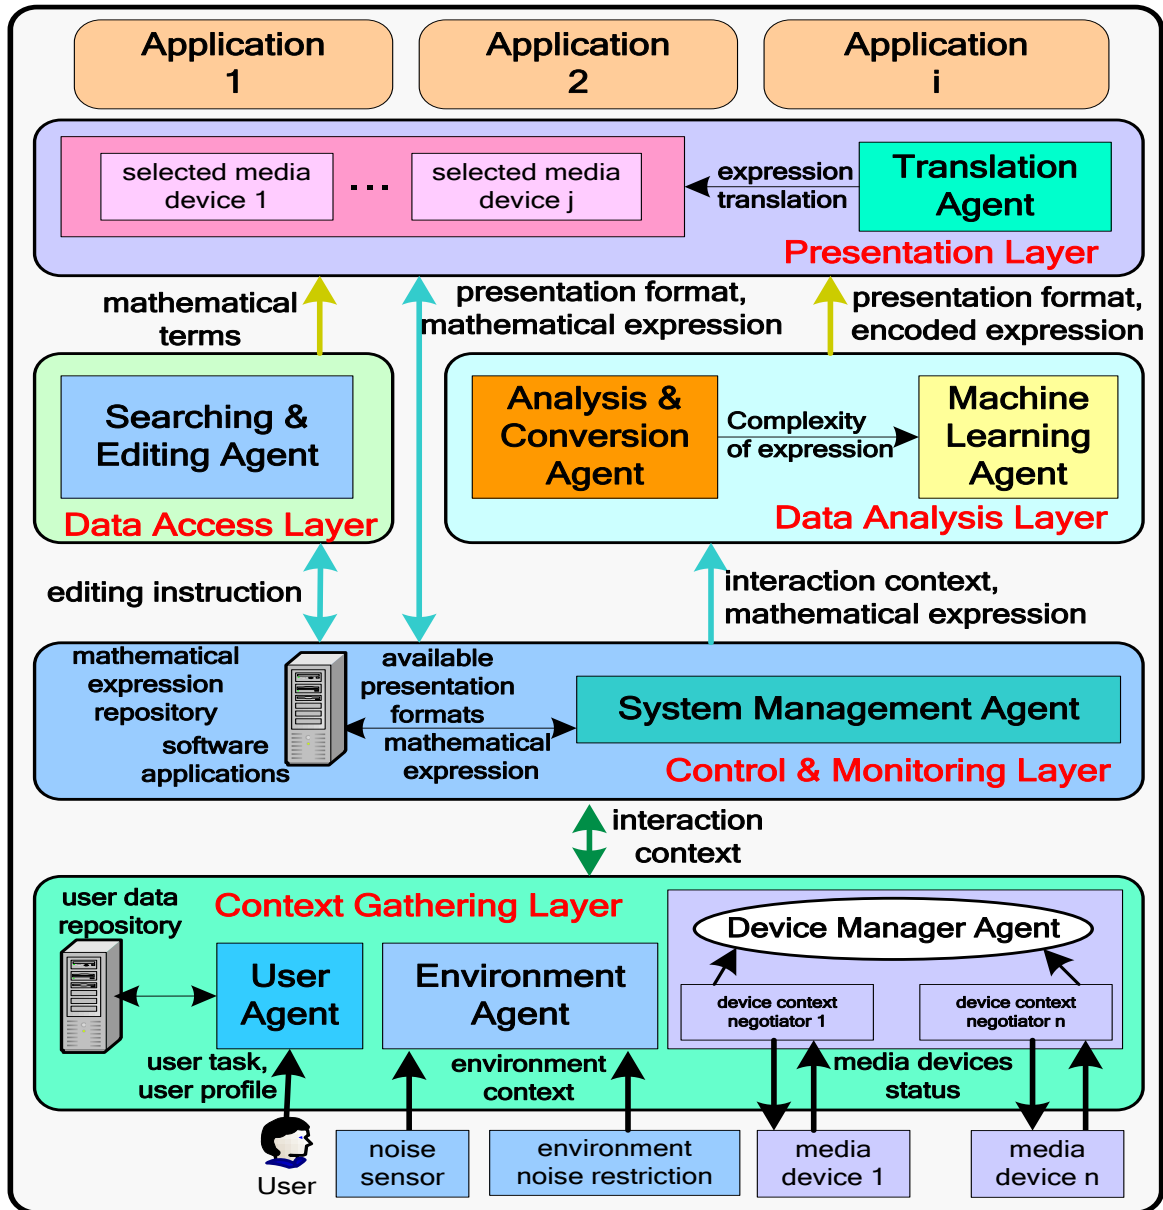 Application
1
Application
2
Application
i
selected media
device 1
...
selected media
device j
expression
translation
Translation
Agent
Presentation Layer
mathematical
terms
presentation format,
mathematical expression
presentation format,
encoded expression
Searching &
Editing Agent
Data Access Layer
Analysis &
Conversion
Agent
Complexity
of expression
Machine
Learning
Agent
Data Analysis Layer
editing instruction
interaction context,
mathematical expression
mathematical
expression
repository
software
applications
available
presentation
formats
mathematical
expression
System Management Agent
Control & Monitoring Layer
interaction
context
user data
repository
Context Gathering Layer
User
Agent
Environment
Agent
Device Manager Agent
device context
negotiator 1
device context
negotiator n
user task,
user profile
environment
context
media devices
status
User
noise
sensor
environment
noise restriction
media
device 1
media
device n